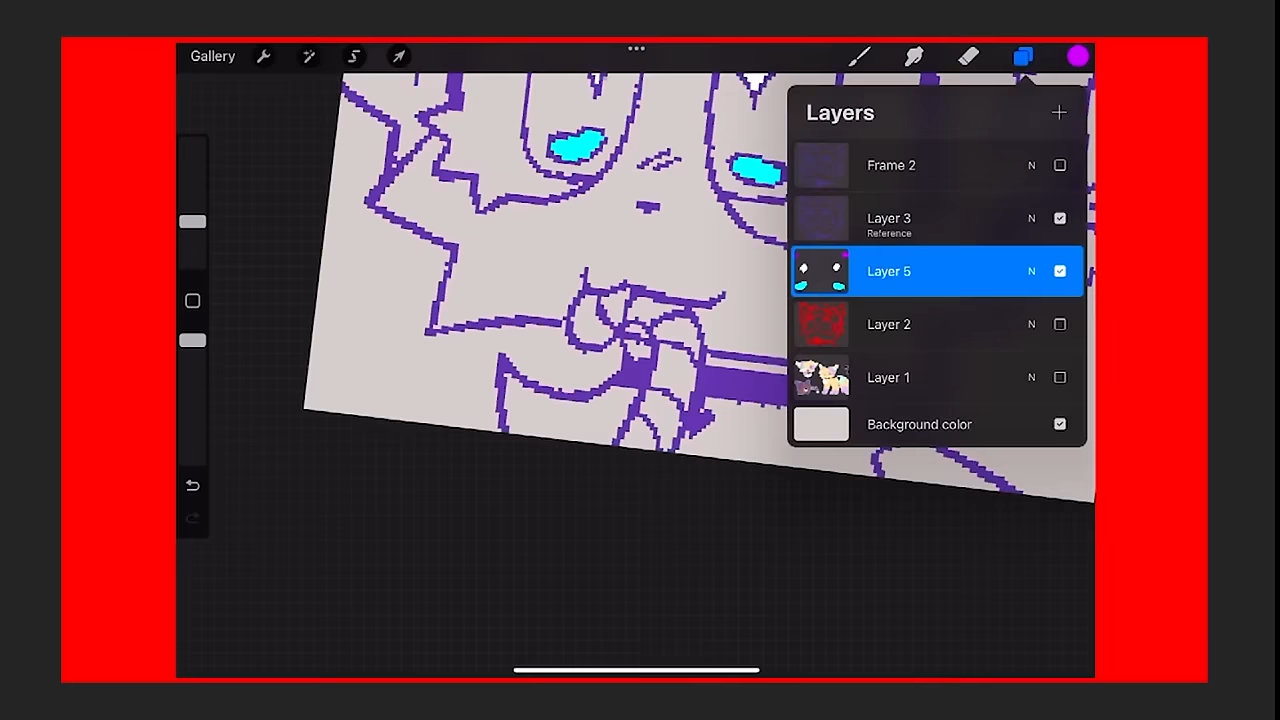 Gallery
Layers
Frame 2 N
Layer 3 N
Reference
Layer 5 N
Layer 2 N
Layer 1 N
Background color